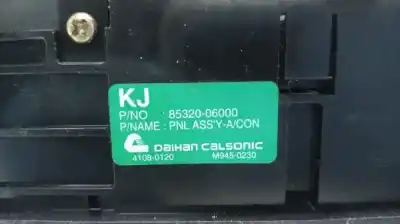 KJ
P/NO : 85320-06000
P/NAME : PNL ASS'Y-A/CON
DAIHAN CALSONIC
4108-0120 M945-0230